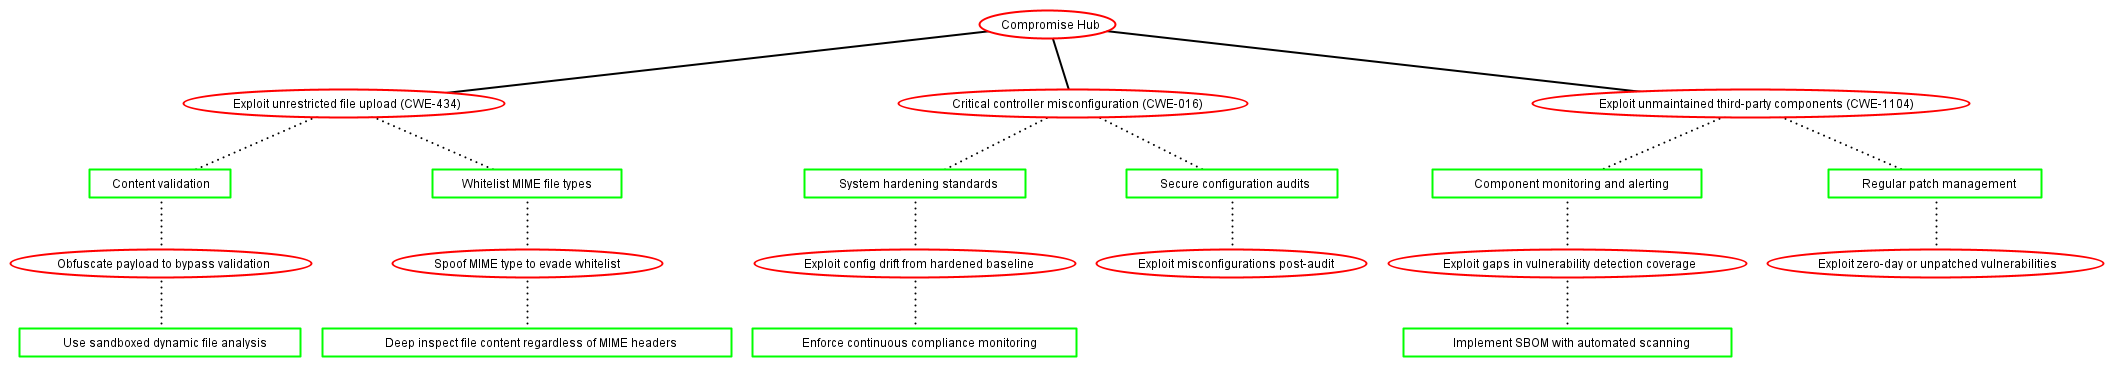 Compromise Hub
Exploit unrestricted file upload (CWE-434)
Critical controller misconfiguration (CWE-016)
Exploit unmaintained third-party components (CWE-1104)
Content validation
Whitelist MIME file types
System hardening standards
Secure configuration audits
Component monitoring and alerting
Regular patch management
Obfuscate payload to bypass validation
Spoof MIME type to evade whitelist
Exploit config drift from hardened baseline
Exploit misconfigurations post-audit
Exploit gaps in vulnerability detection coverage
Exploit zero-day or unpatched vulnerabilities
Use sandboxed dynamic file analysis
Deep inspect file content regardless of MIME headers
Enforce continuous compliance monitoring
Implement SBOM with automated scanning